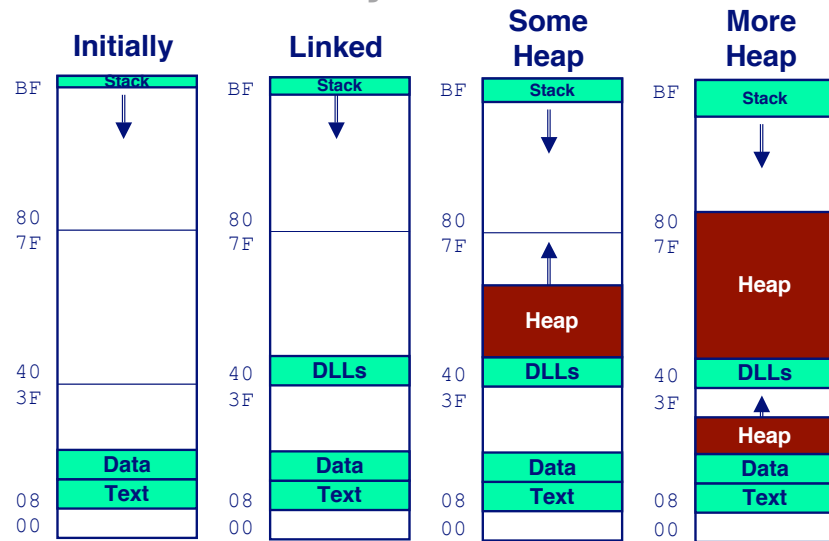 Initially
BF
Stack
80
7F
40
3F
Data
Text
08
00
Linked
BF
Stack
80
7F
40
DLLs
3F
Data
Text
08
00
Some
Heap
BF
Stack
80
7F
Heap
40
DLLs
3F
Data
Text
08
00
More
Heap
BF
Stack
80
7F
Heap
40
DLLs
3F
Heap
Data
Text
08
00